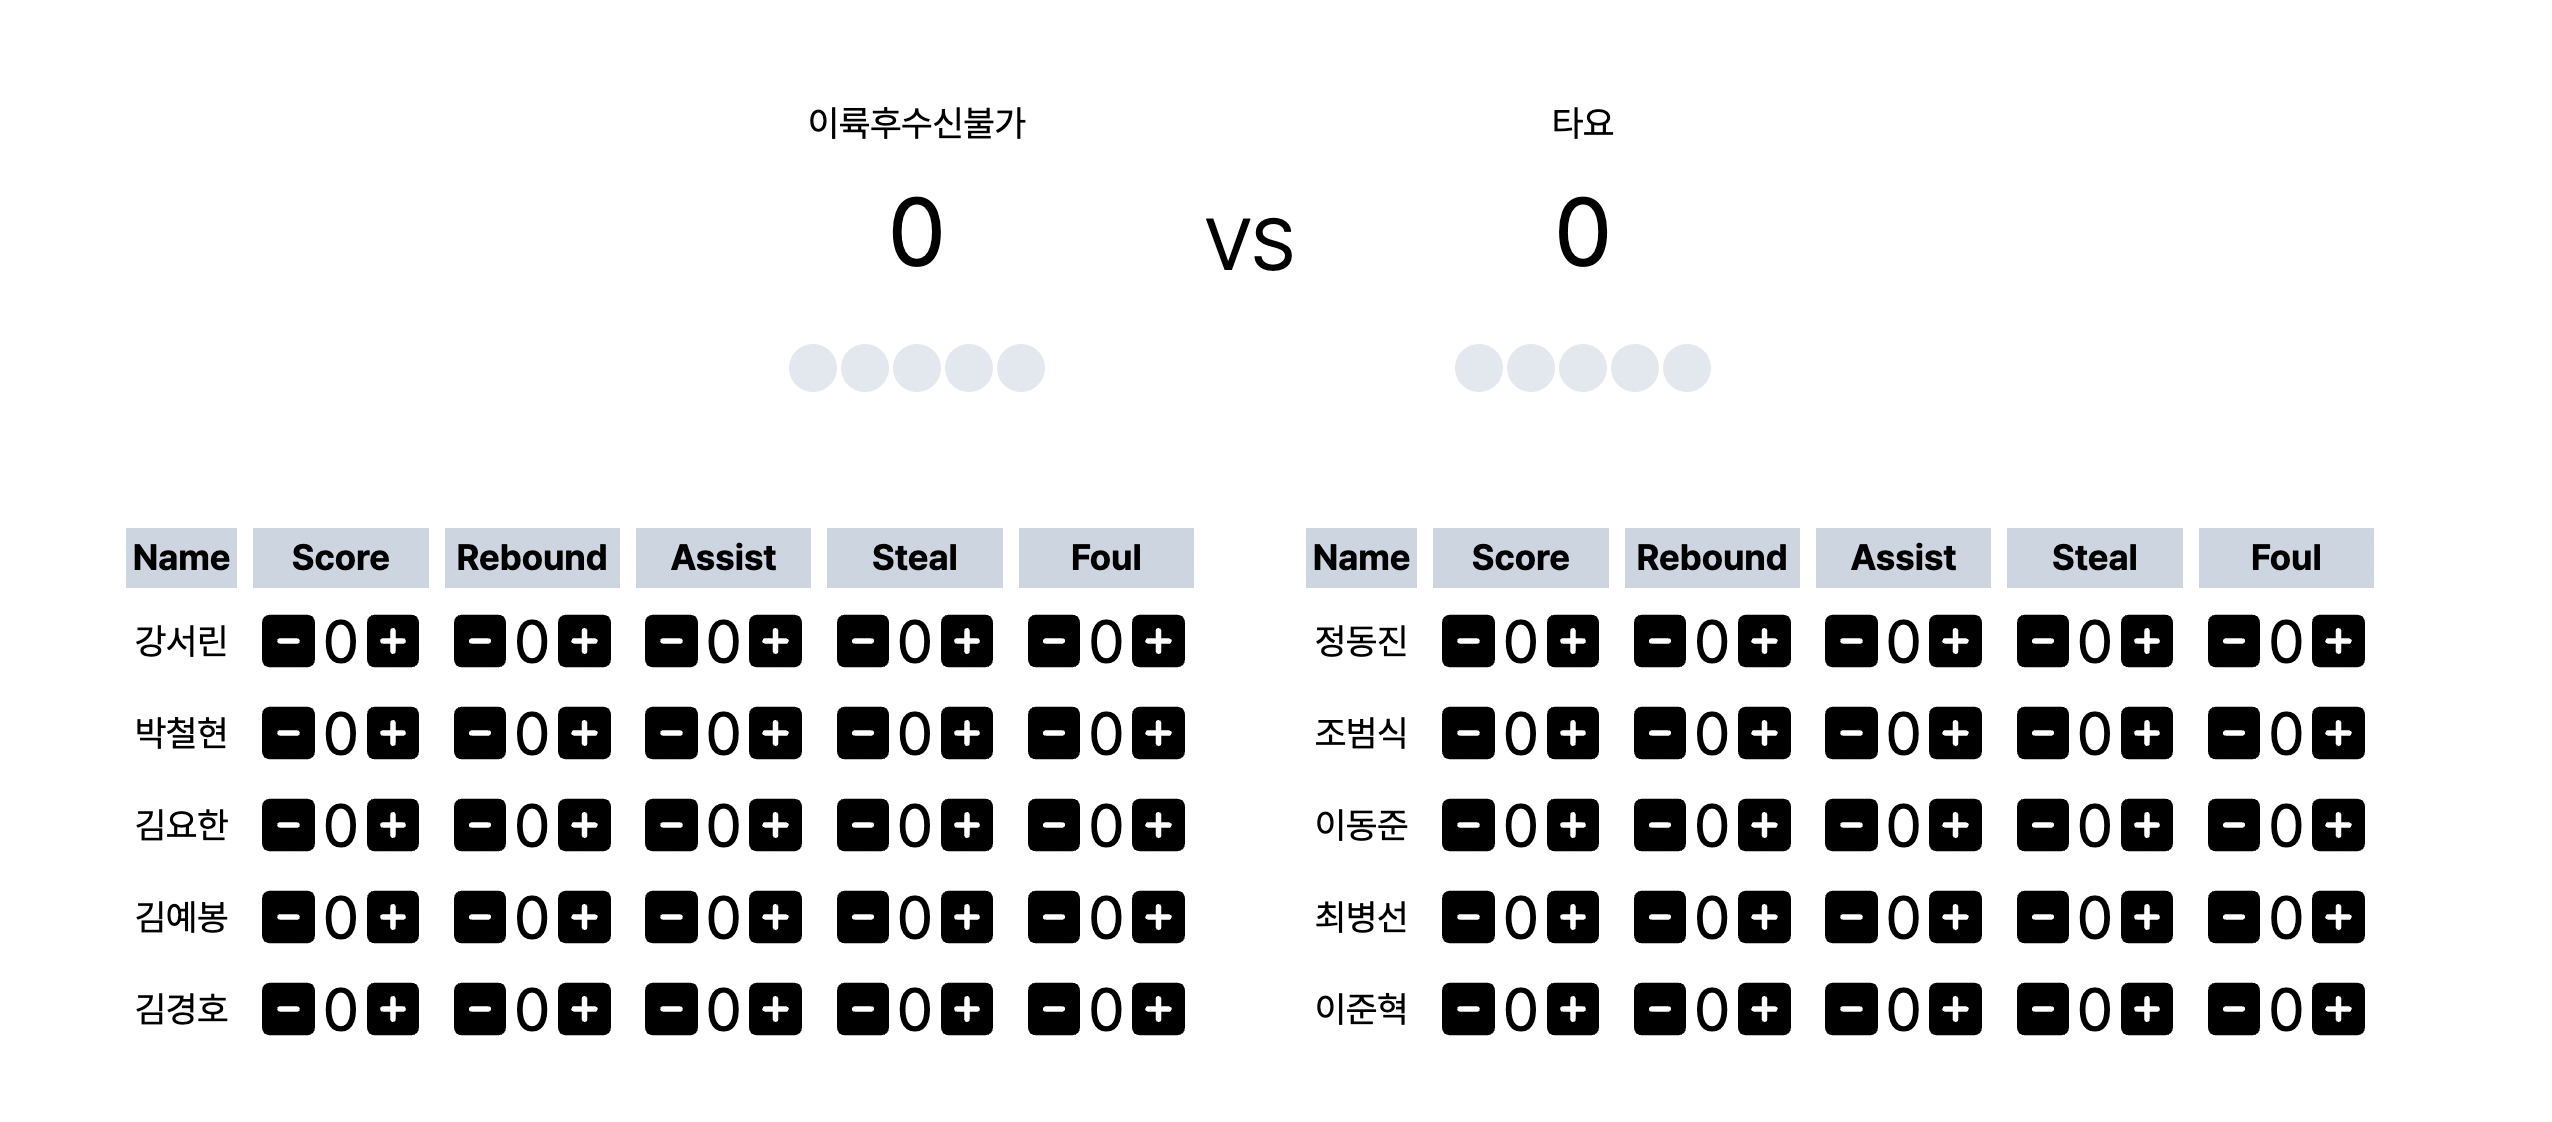 이륙후수신불가
0
VS
타요
0
Name Score Rebound Assist Steal Foul
강서린 - 0 + - 0 + - 0 + - 0 + - 0 +
박철현 - 0 + - 0 + - 0 + - 0 + - 0 +
김요한 - 0 + - 0 + - 0 + - 0 + - 0 +
김예봉 - 0 + - 0 + - 0 + - 0 + - 0 +
김경호 - 0 + - 0 + - 0 + - 0 + - 0 +
Name Score Rebound Assist Steal Foul
정동진 - 0 + - 0 + - 0 + - 0 + - 0 +
조범식 - 0 + - 0 + - 0 + - 0 + - 0 +
이동준 - 0 + - 0 + - 0 + - 0 + - 0 +
최병선 - 0 + - 0 + - 0 + - 0 + - 0 +
이준혁 - 0 + - 0 + - 0 + - 0 + - 0 +